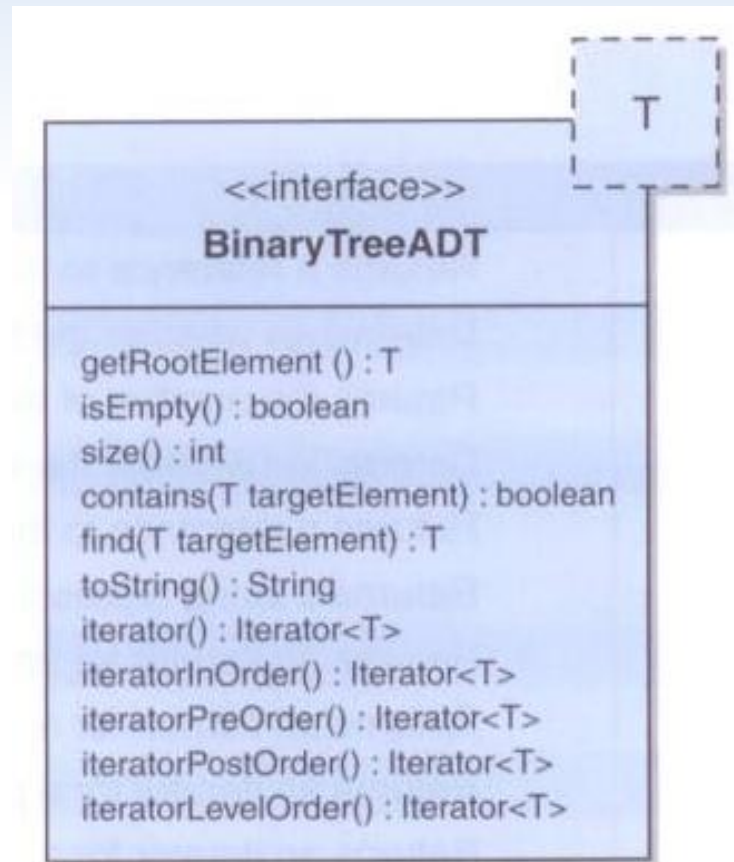 T
<<interface>>
BinaryTreeADT
getRootElement () : T
isEmpty() : boolean
size() : int
contains(T targetElement) : boolean
find(T targetElement) : T
toString() : String
iterator() : Iterator<T>
iteratorInOrder() : Iterator<T>
iteratorPreOrder() : Iterator<T>
iteratorPostOrder() : Iterator<T>
iteratorLevelOrder() : Iterator<T>